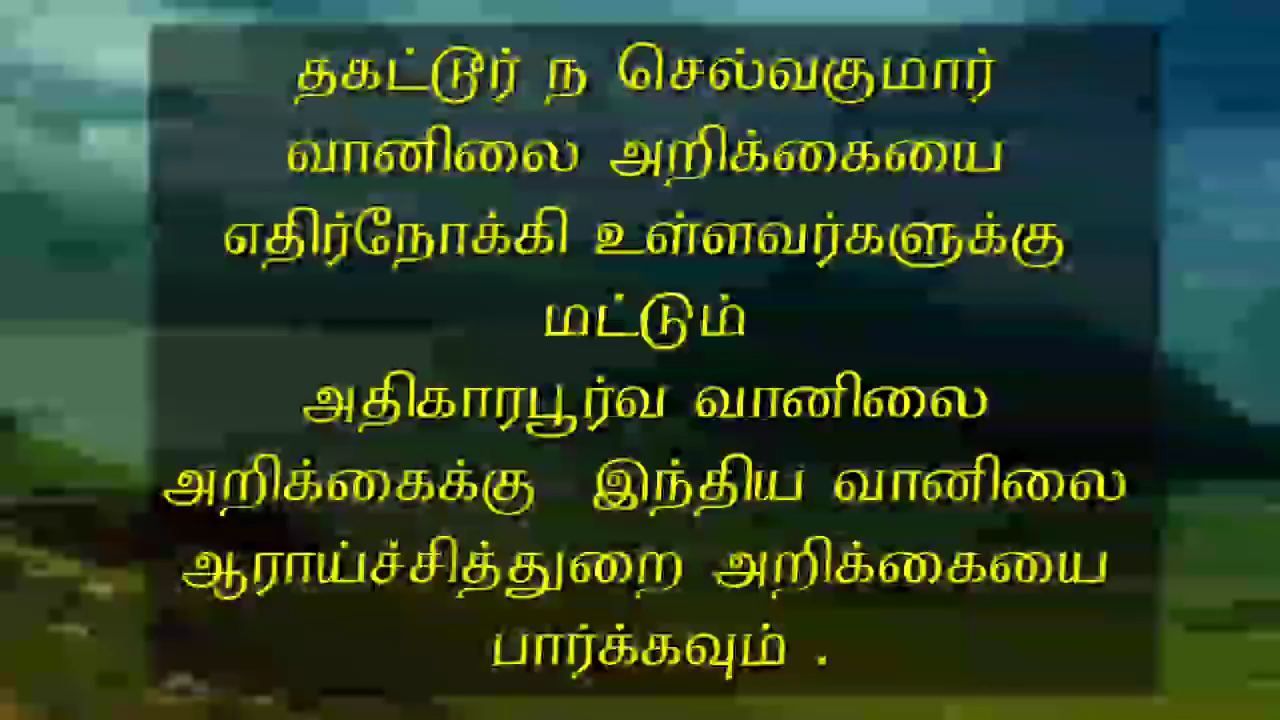 தகட்டூர் ந செல்வகுமார்
வானிலை அறிக்கையை
எதிர்நோக்கி உள்ளவர்களுக்கு
மட்டும்
அதிகாரபூர்வ வானிலை
அறிக்கைக்கு இந்திய வானிலை
ஆராய்ச்சித்துறை அறிக்கையை
பார்க்கவும் .